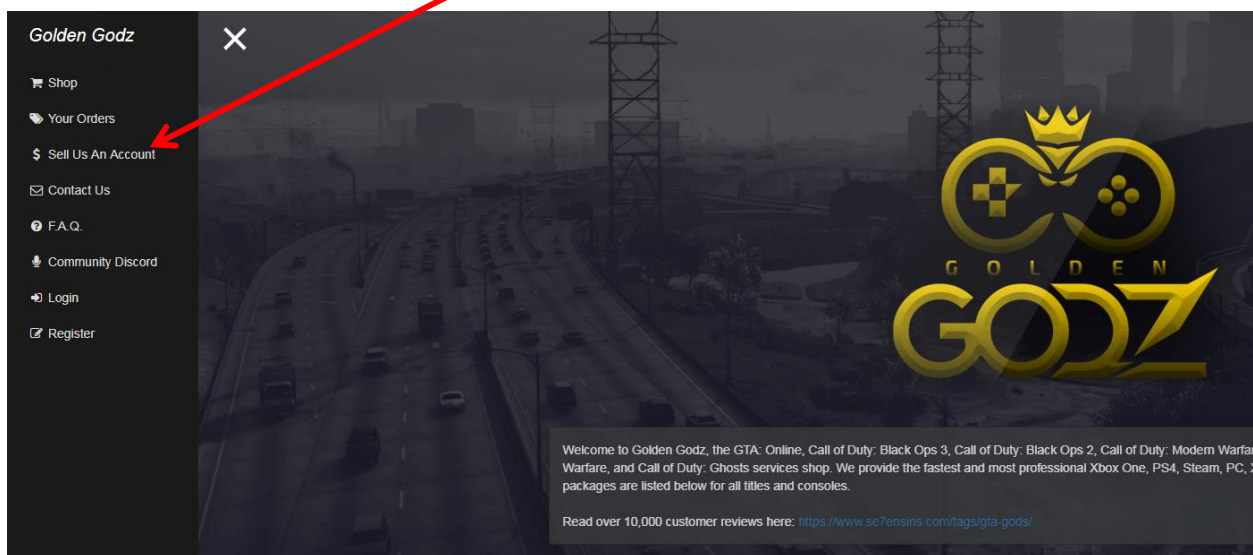 Golden Godz
Shop
Your Orders
$ Sell Us An Account
Contact Us
F.A.Q.
Community Discord
Login
Register
GOLDEN
GODZ
Welcome to Golden Godz, the GTA: Online, Call of Duty: Black Ops 3, Call of Duty: Black Ops 2, Call of Duty: Modern Warfar
Warfare, and Call of Duty: Ghosts services shop. We provide the fastest and most professional Xbox One, PS4, Steam, PC, X
packages are listed below for all titles and consoles.
Read over 10,000 customer reviews here: https://www.se7ensins.com/tags/gta-gods/